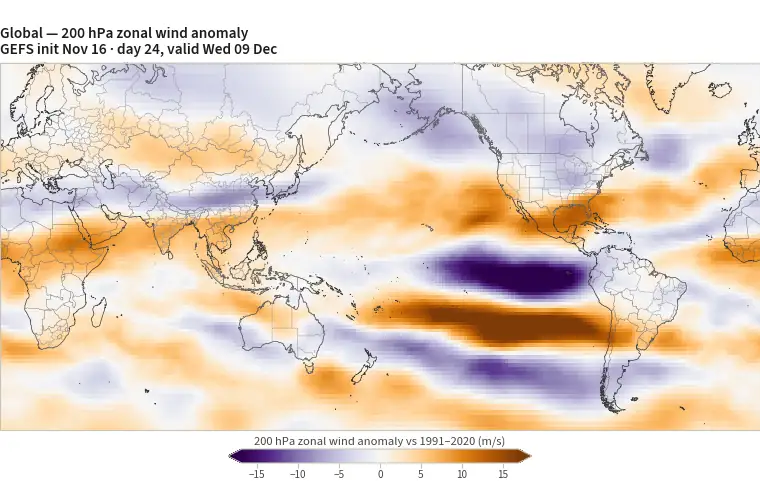 Global — 200 hPa zonal wind anomaly
GEFS init Nov 16 · day 24, valid Wed 09 Dec
200 hPa zonal wind anomaly vs 1991–2020 (m/s)
−15 −10 −5 0 5 10 15